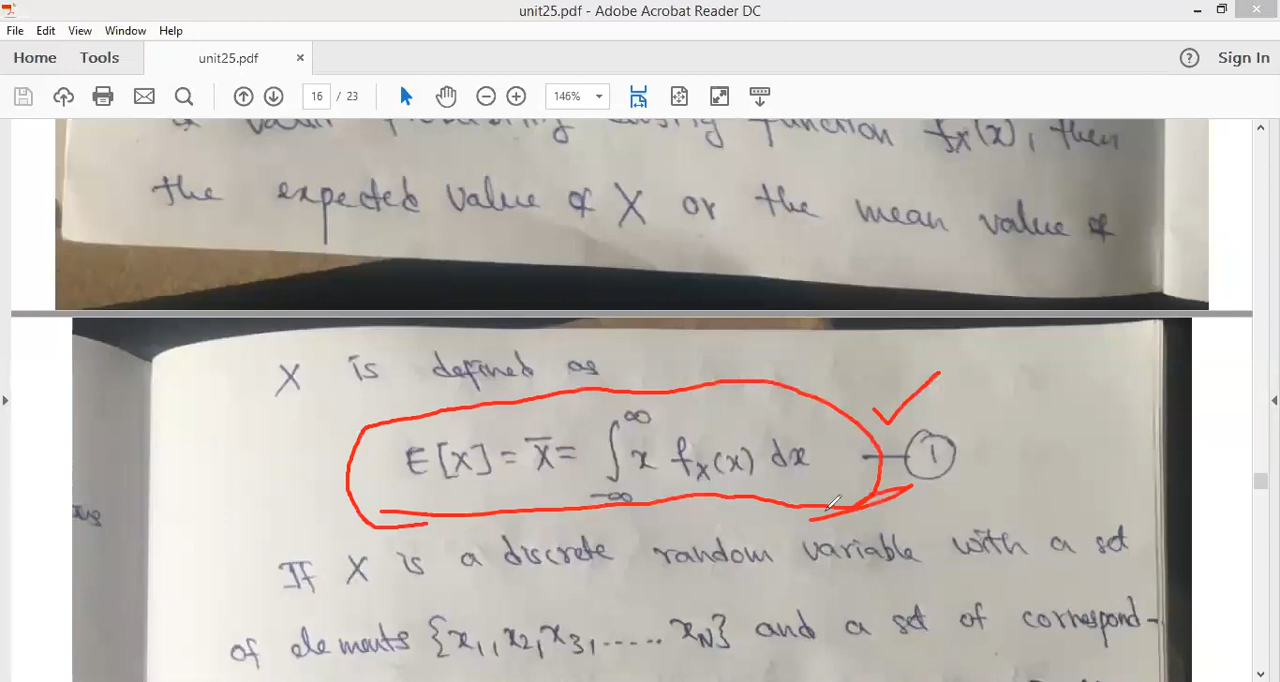 unit25.pdf - Adobe Acrobat Reader DC
File Edit View Window Help
Home Tools unit25.pdf × ? Sign In
16 / 23 146%
function fx(x), then
the expected value of X or the mean value of
X is defined as
E[X] = X̄ = ∫_{-∞}^{∞} x f_X(x) dx —①
If X is a discrete random variable with a set
of elements {x1, x2, x3, ..... xN} and a set of correspond-